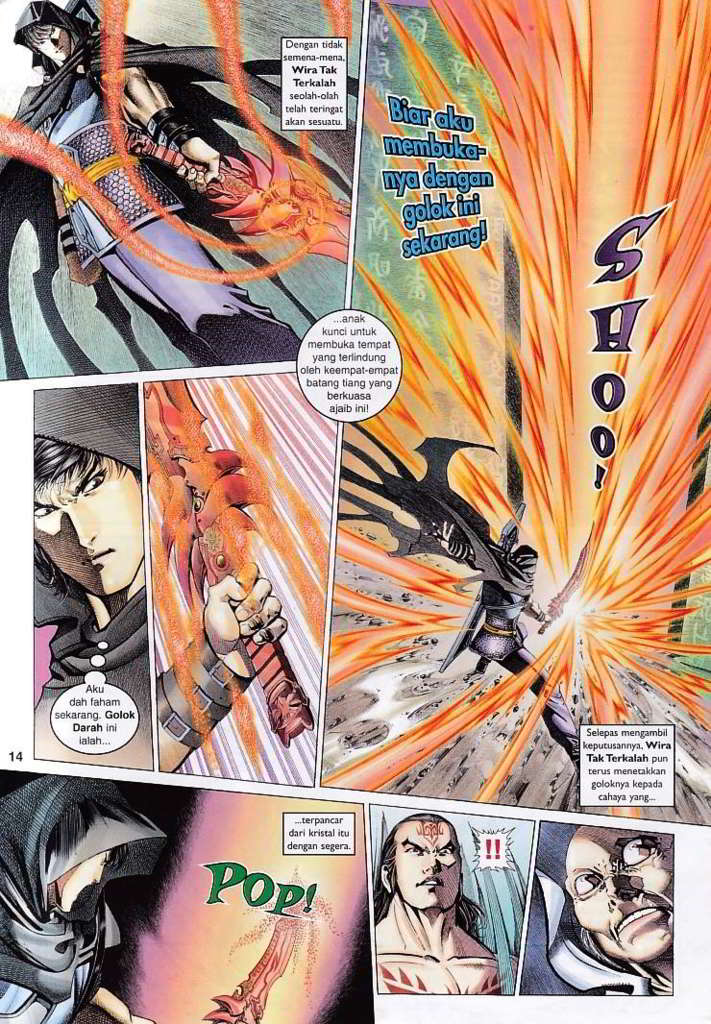 Dengan tidak
semena-mena,
Wira Tak
Terkalah
seolah-olah
telah teringat
akan sesuatu.
Aku
dah faham
sekarang. Golok
Darah ini
ialah...
...anak
kunci untuk
membuka tempat
yang terlindung
oleh keempat-empat
batang tiang yang
berkuasa
ajaib ini!
Biar aku
membuka-
nya dengan
golok ini
sekarang!
SHOO!
Selepas mengambil
keputusannya, Wira
Tak Terkalah pun
terus menetakkan
goloknya kepada
cahaya yang...
14
...terpancar
dari kristal itu
dengan segera.
POP!
!!